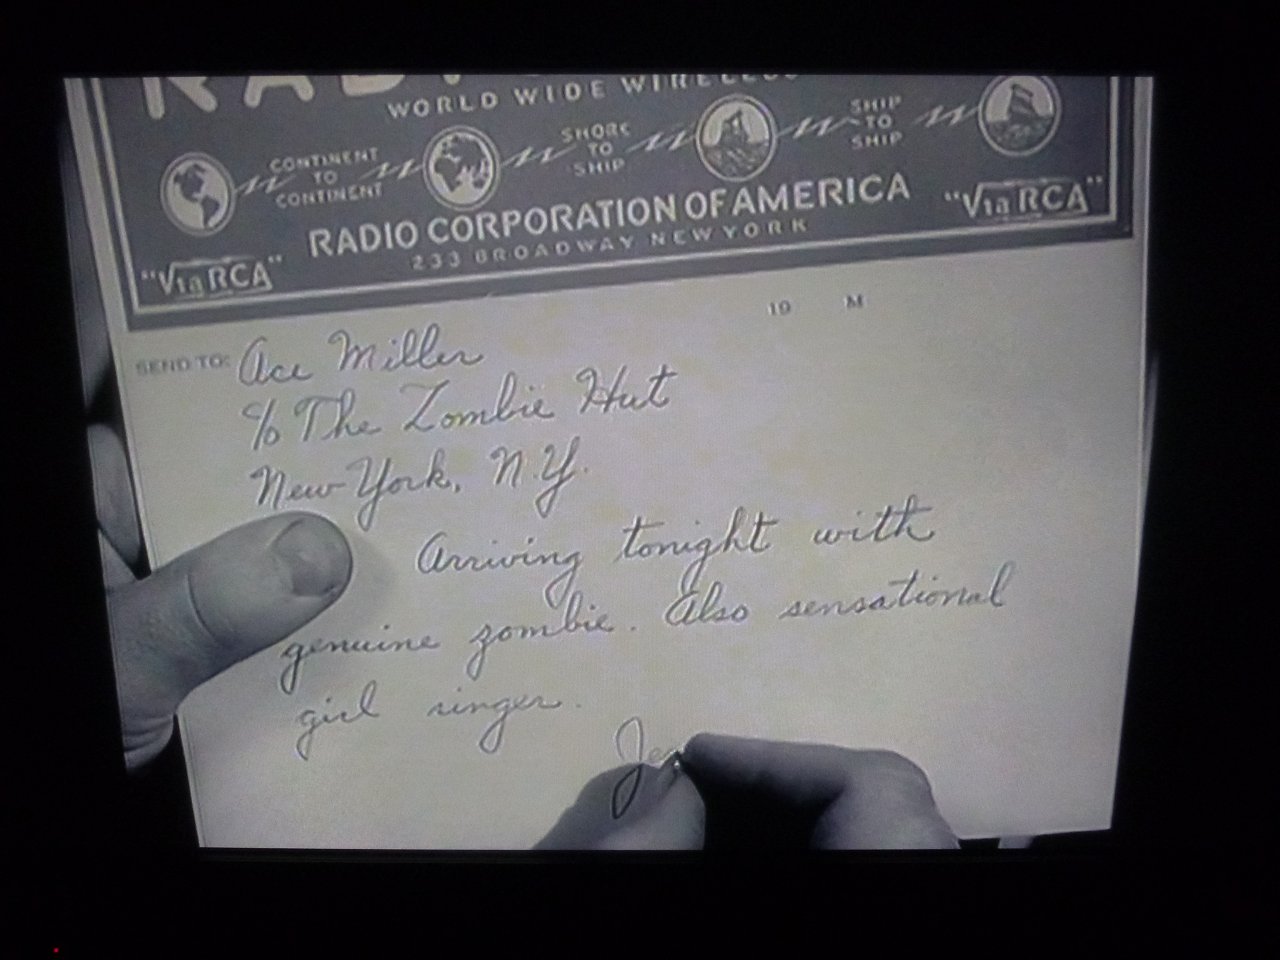 WORLD WIDE WIRELESS
CONTINENT TO CONTINENT
SHORE TO SHIP
SHIP TO SHIP
RADIO CORPORATION OF AMERICA
233 BROADWAY NEW YORK
"Via RCA"
"Via RCA"
19 M
SEND TO: Ace Miller
c/o The Zombie Hut
New York, N.Y.
Arriving tonight with
genuine zombie. Also sensational
girl singer.
Je